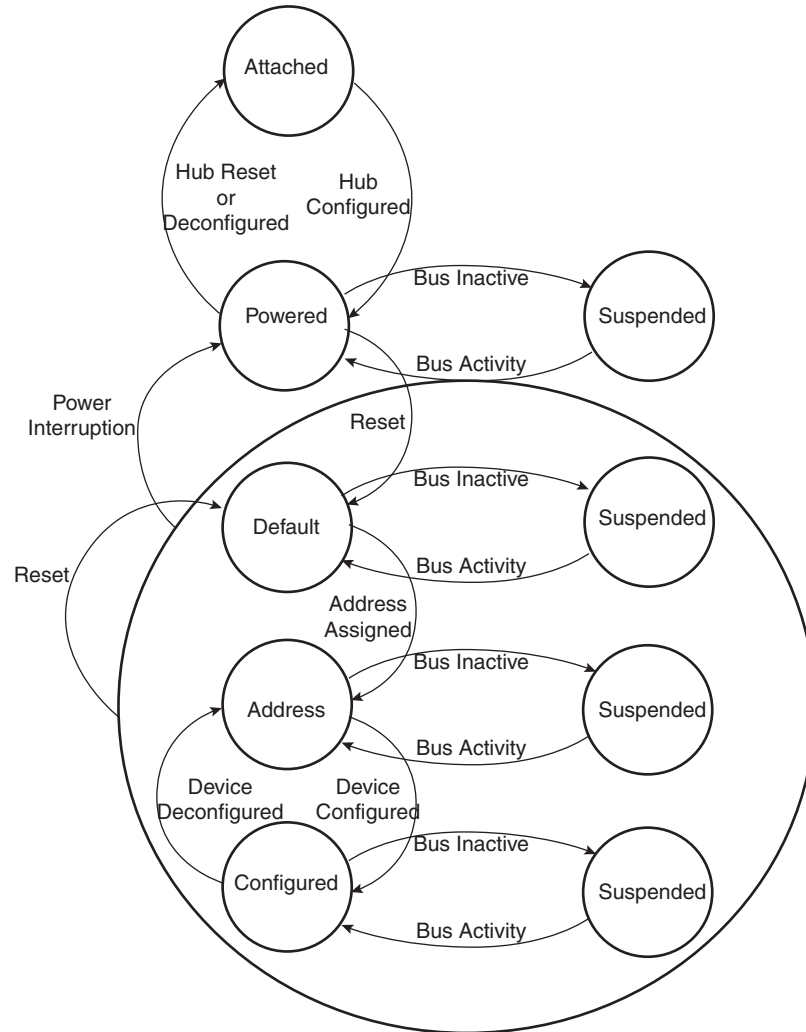 Attached
Hub Reset
or
Deconfigured
Hub
Configured
Powered
Bus Inactive
Suspended
Bus Activity
Power
Interruption
Reset
Default
Bus Inactive
Suspended
Bus Activity
Reset
Address
Assigned
Address
Bus Inactive
Suspended
Bus Activity
Device
Deconfigured
Device
Configured
Configured
Bus Inactive
Suspended
Bus Activity